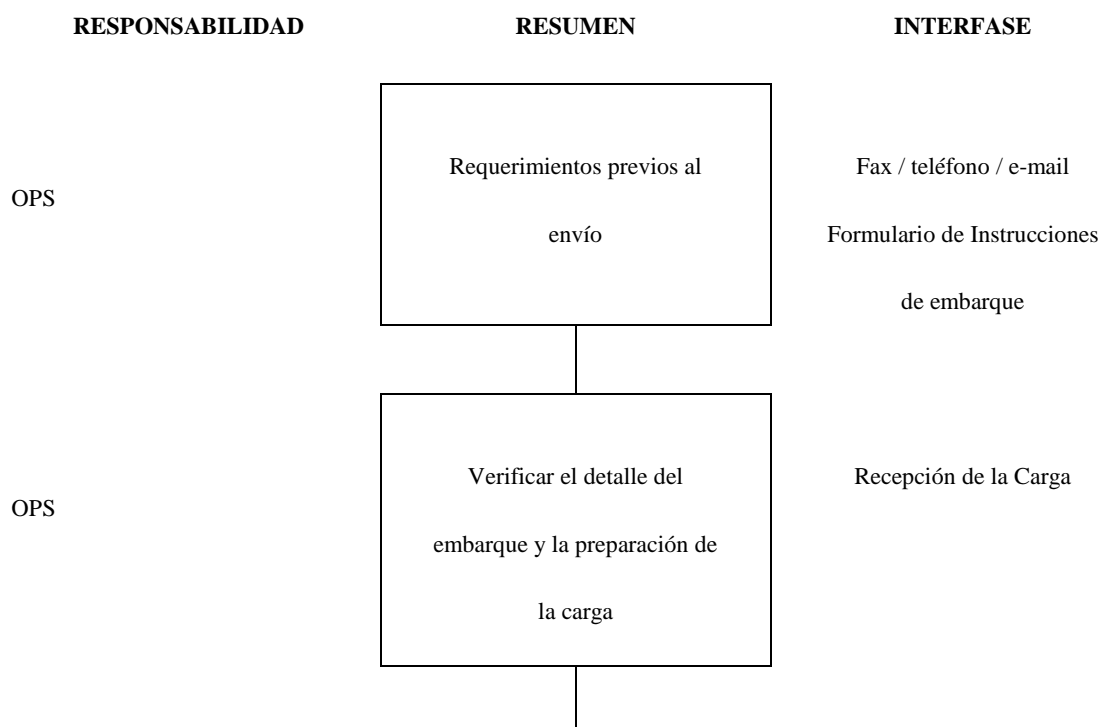 RESPONSABILIDAD RESUMEN INTERFASE
OPS
Requerimientos previos al
envío
Fax / teléfono / e-mail
Formulario de Instrucciones
de embarque
OPS
Verificar el detalle del
embarque y la preparación de
la carga
Recepción de la Carga